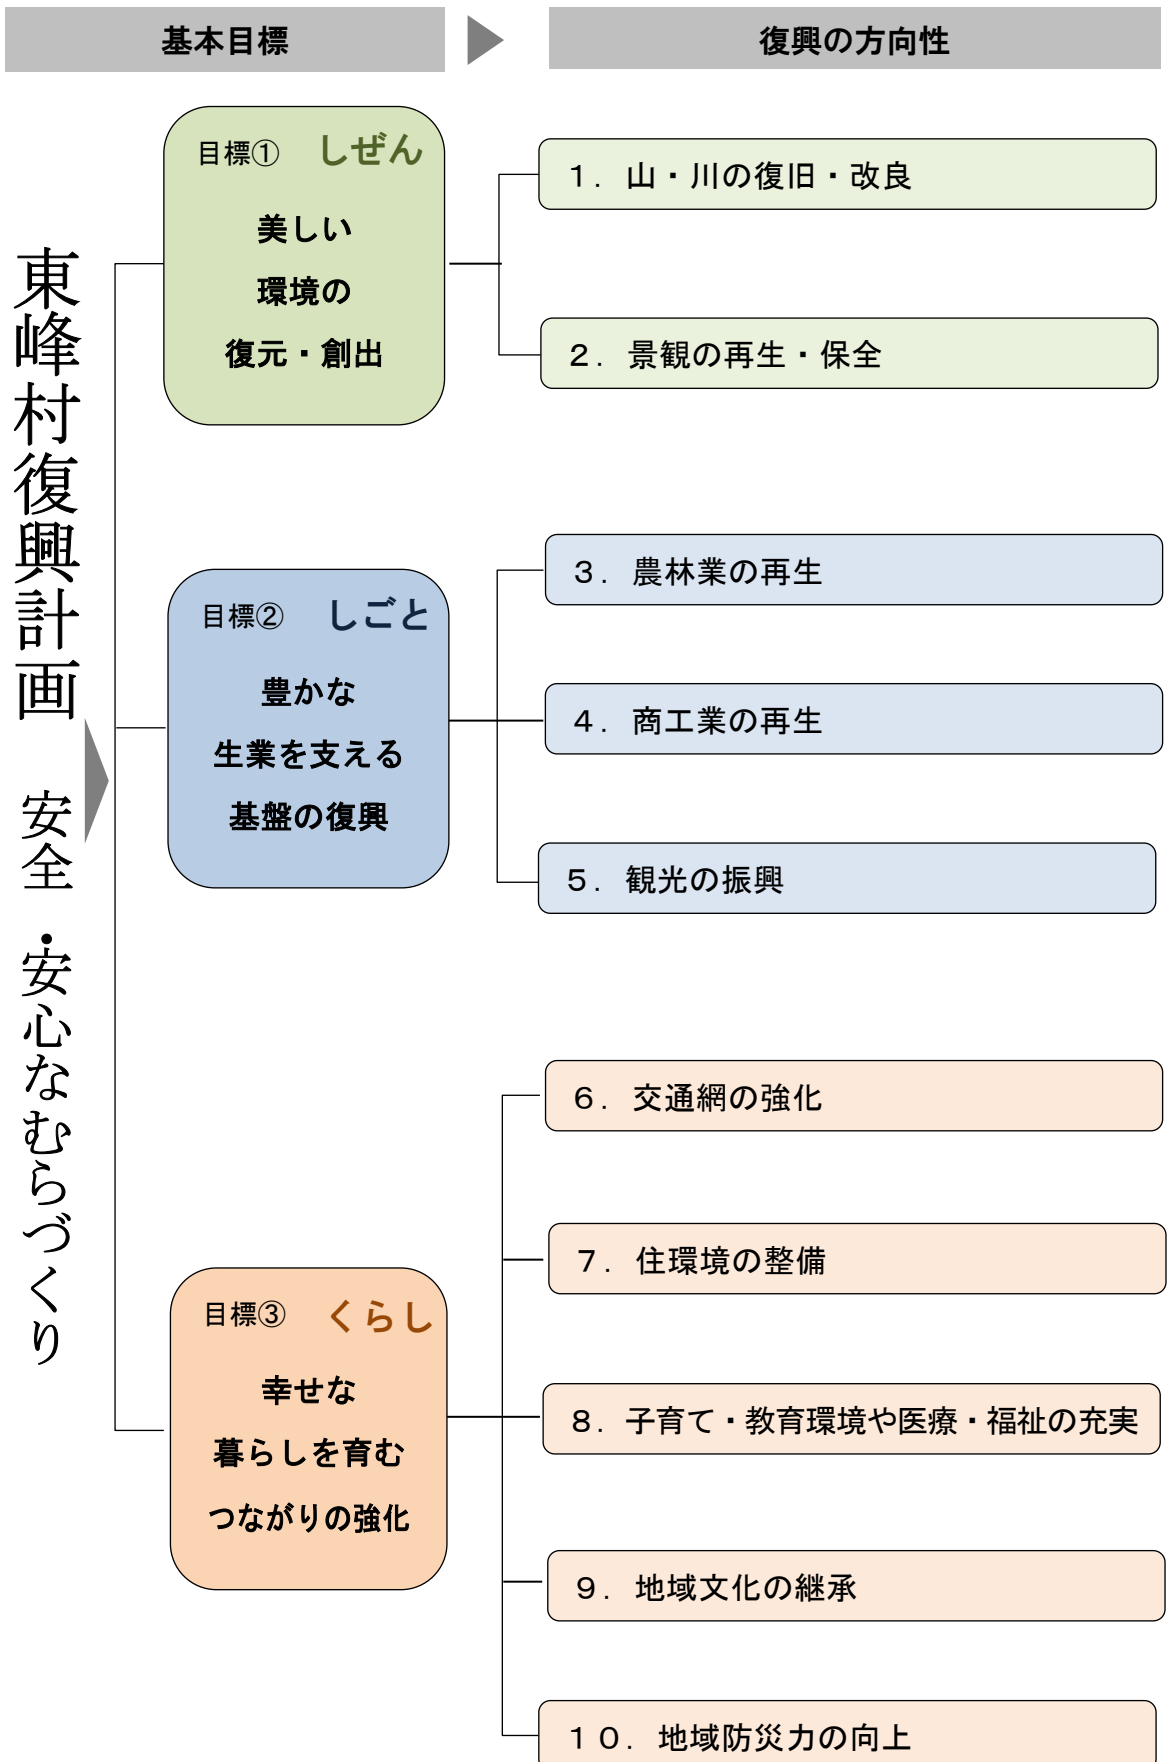 基本目標
復興の方向性
東峰村復興計画 安全・安心なむらづくり
目標① しぜん
美しい
環境の
復元・創出
1．山・川の復旧・改良
2．景観の再生・保全
目標② しごと
豊かな
生業を支える
基盤の復興
3．農林業の再生
4．商工業の再生
5．観光の振興
目標③ くらし
幸せな
暮らしを育む
つながりの強化
6．交通網の強化
7．住環境の整備
8．子育て・教育環境や医療・福祉の充実
9．地域文化の継承
10．地域防災力の向上